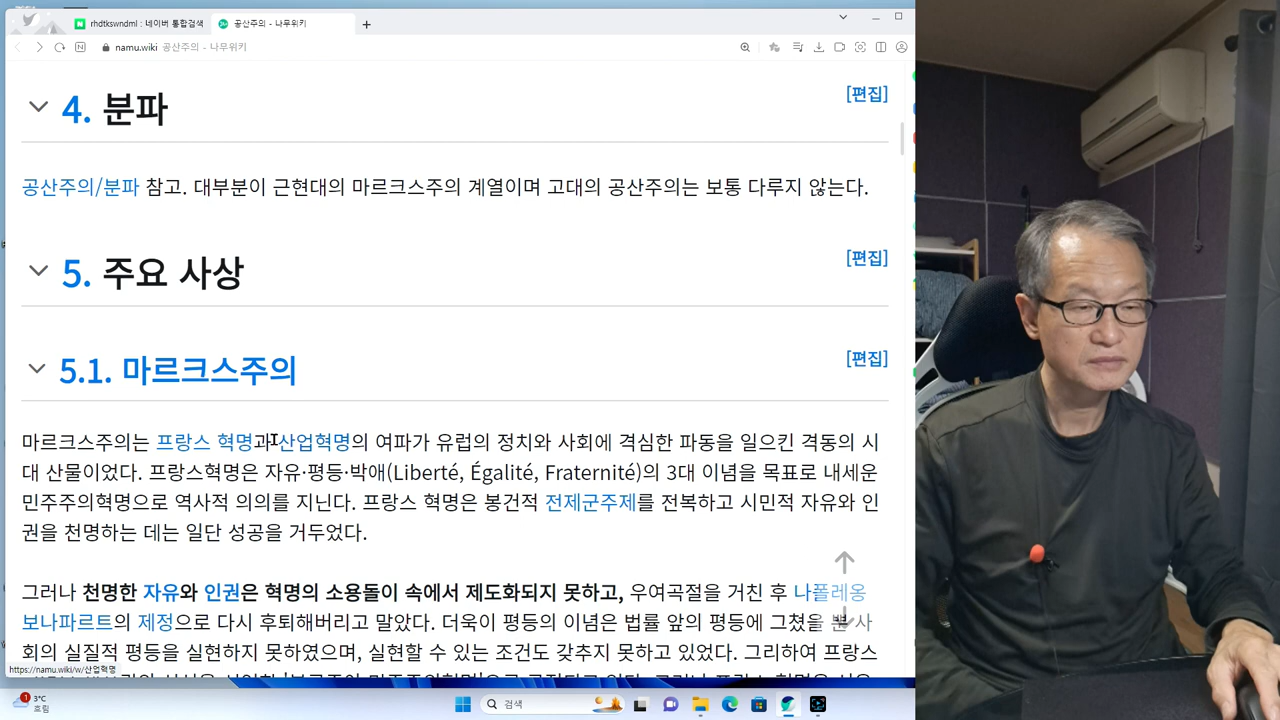 rhdtkswndml : 네이버 통합검색
공산주의 - 나무위키
namu.wiki 공산주의 - 나무위키
4. 분파
[편집]
공산주의/분파 참고. 대부분이 근현대의 마르크스주의 계열이며 고대의 공산주의는 보통 다루지 않는다.
5. 주요 사상
[편집]
5.1. 마르크스주의
[편집]
마르크스주의는 프랑스 혁명과 산업혁명의 여파가 유럽의 정치와 사회에 격심한 파동을 일으킨 격동의 시
대 산물이었다. 프랑스혁명은 자유·평등·박애(Liberté, Égalité, Fraternité)의 3대 이념을 목표로 내세운
민주주의혁명으로 역사적 의의를 지닌다. 프랑스 혁명은 봉건적 전제군주제를 전복하고 시민적 자유와 인
권을 천명하는 데는 일단 성공을 거두었다.
그러나 천명한 자유와 인권은 혁명의 소용돌이 속에서 제도화되지 못하고, 우여곡절을 거친 후 나폴레옹
보나파르트의 제정으로 다시 후퇴해버리고 말았다. 더욱이 평등의 이념은 법률 앞의 평등에 그쳤을 뿐 사
회의 실질적 평등을 실현하지 못하였으며, 실현할 수 있는 조건도 갖추지 못하고 있었다. 그리하여 프랑스
https://namu.wiki/w/산업혁명
1
3°C
흐림
검색